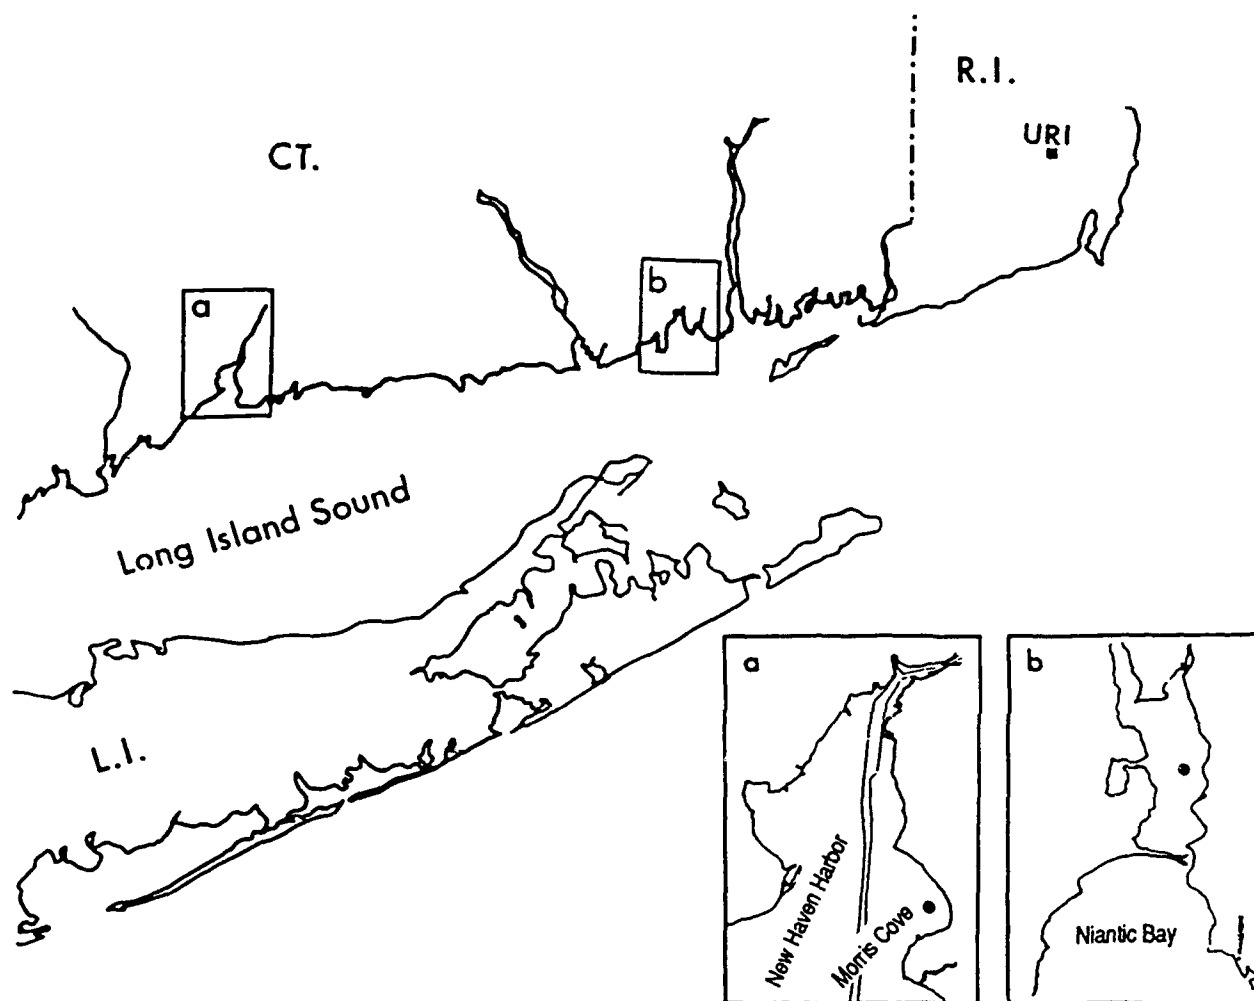 R.I.
URI
CT.
b
a
Long Island Sound
L.I.
a
New Haven Harbor
Morris Cove
b
Niantic Bay